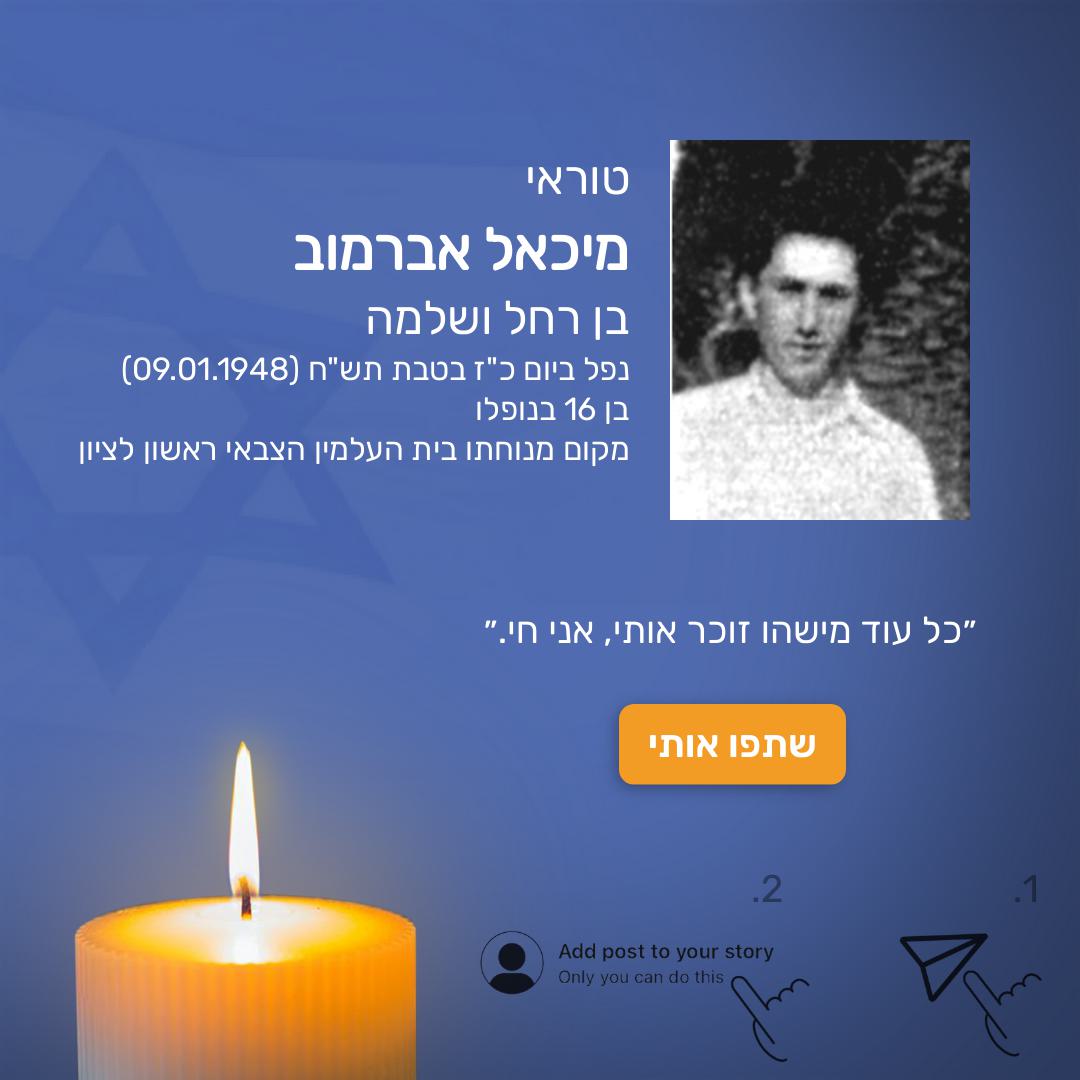 טוראי
מיכאל אברמוב
בן רחל ושלמה
נפל ביום כ"ז בטבת תש"ח (09.01.1948)
בן 16 בנופלו
מקום מנוחתו בית העלמין הצבאי ראשון לציון
״כל עוד מישהו זוכר אותי, אני חי.״
שתפו אותי
1.
2.
Add post to your story
Only you can do this